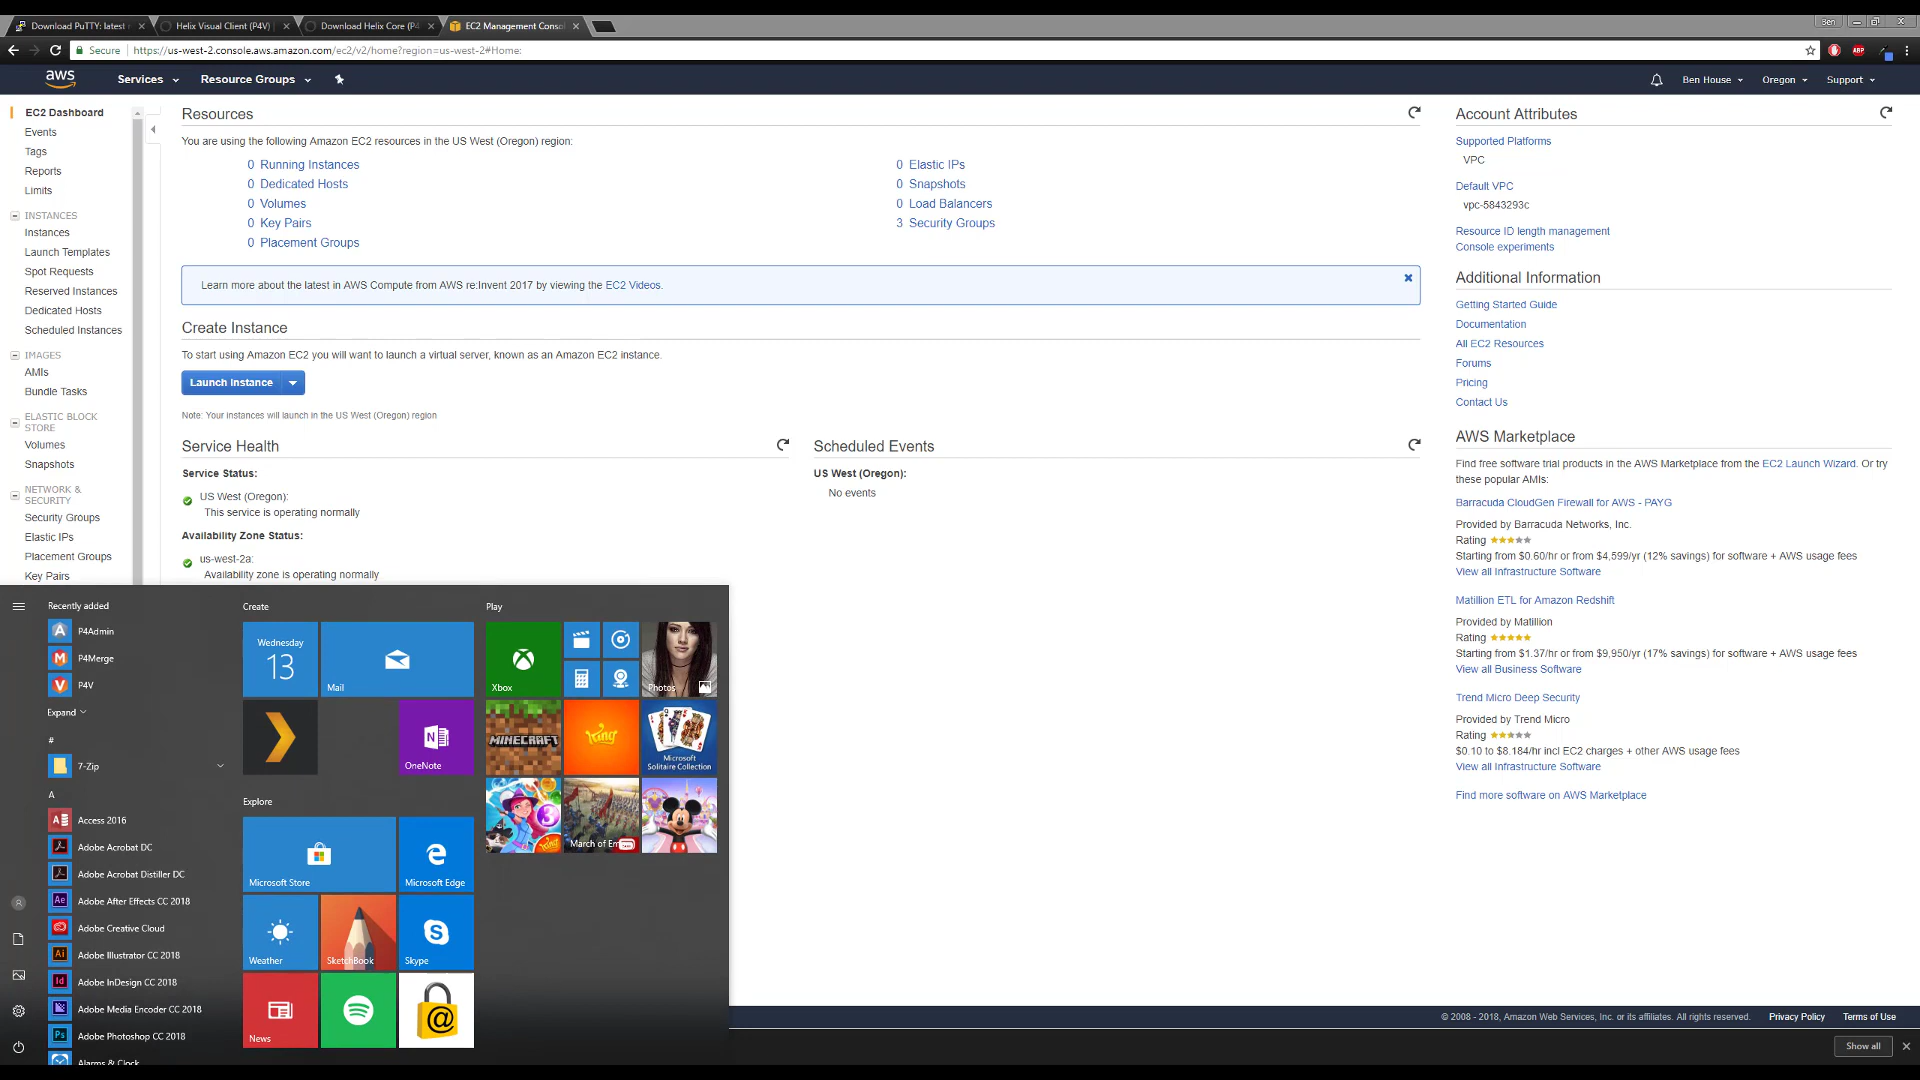 Download PuTTY: latest r
Helix Visual Client (P4V)
Download Helix Core (P4
EC2 Management Conso
Ben
Secure
https://us-west-2.console.aws.amazon.com/ec2/v2/home?region=us-west-2#Home:
ABP
aws
Services
Resource Groups
Ben House
Oregon
Support
EC2 Dashboard
Events
Tags
Reports
Limits
INSTANCES
Instances
Launch Templates
Spot Requests
Reserved Instances
Dedicated Hosts
Scheduled Instances
IMAGES
AMIs
Bundle Tasks
ELASTIC BLOCK
STORE
Volumes
Snapshots
NETWORK &
SECURITY
Security Groups
Elastic IPs
Placement Groups
Key Pairs
Resources
You are using the following Amazon EC2 resources in the US West (Oregon) region:
0 Running Instances
0 Dedicated Hosts
0 Volumes
0 Key Pairs
0 Placement Groups
0 Elastic IPs
0 Snapshots
0 Load Balancers
3 Security Groups
Learn more about the latest in AWS Compute from AWS re:Invent 2017 by viewing the EC2 Videos.
Create Instance
To start using Amazon EC2 you will want to launch a virtual server, known as an Amazon EC2 instance.
Launch Instance
Note: Your instances will launch in the US West (Oregon) region
Service Health
Service Status:
US West (Oregon):
This service is operating normally
Availability Zone Status:
us-west-2a:
Availability zone is operating normally
Scheduled Events
US West (Oregon):
No events
Account Attributes
Supported Platforms
VPC
Default VPC
vpc-5843293c
Resource ID length management
Console experiments
Additional Information
Getting Started Guide
Documentation
All EC2 Resources
Forums
Pricing
Contact Us
AWS Marketplace
Find free software trial products in the AWS Marketplace from the EC2 Launch Wizard. Or try
these popular AMIs:
Barracuda CloudGen Firewall for AWS - PAYG
Provided by Barracuda Networks, Inc.
Rating
Starting from $0.60/hr or from $4,599/yr (12% savings) for software + AWS usage fees
View all Infrastructure Software
Matillion ETL for Amazon Redshift
Provided by Matillion
Rating
Starting from $1.37/hr or from $9,950/yr (17% savings) for software + AWS usage fees
View all Business Software
Trend Micro Deep Security
Provided by Trend Micro
Rating
$0.10 to $8.184/hr incl EC2 charges + other AWS usage fees
View all Infrastructure Software
Find more software on AWS Marketplace
Recently added
P4Admin
P4Merge
P4V
Expand
#
7-Zip
A
Access 2016
Adobe Acrobat DC
Adobe Acrobat Distiller DC
Ae
Adobe After Effects CC 2018
Adobe Creative Cloud
Ai
Adobe Illustrator CC 2018
Id
Adobe InDesign CC 2018
Adobe Media Encoder CC 2018
Ps
Adobe Photoshop CC 2018
Alarms & Clock
Create
Wednesday
13
Mail
OneNote
Explore
Microsoft Store
Microsoft Edge
Weather
SketchBook
Skype
News
Play
Xbox
Photos
MINECRAFT
King
Microsoft
Solitaire Collection
King
March of Em
© 2008 - 2018, Amazon Web Services, Inc. or its affiliates. All rights reserved.
Privacy Policy
Terms of Use
Show all